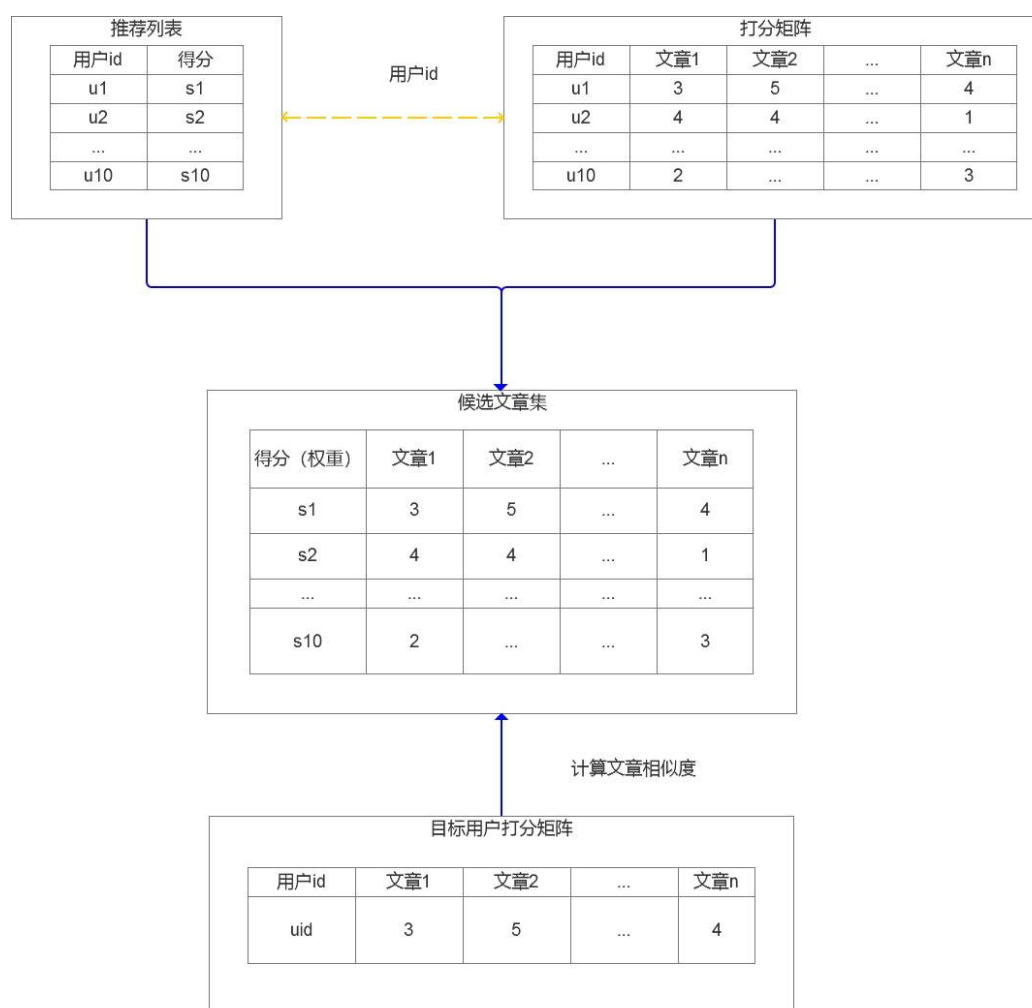 推荐列表
用户id 得分
u1 s1
u2 s2
... ...
u10 s10
用户id
打分矩阵
用户id 文章1 文章2 ... 文章n
u1 3 5 ... 4
u2 4 4 ... 1
... ... ... ... ...
u10 2 ... ... 3
候选文章集
得分（权重） 文章1 文章2 ... 文章n
s1 3 5 ... 4
s2 4 4 ... 1
... ... ... ... ...
s10 2 ... ... 3
计算文章相似度
目标用户打分矩阵
用户id 文章1 文章2 ... 文章n
uid 3 5 ... 4